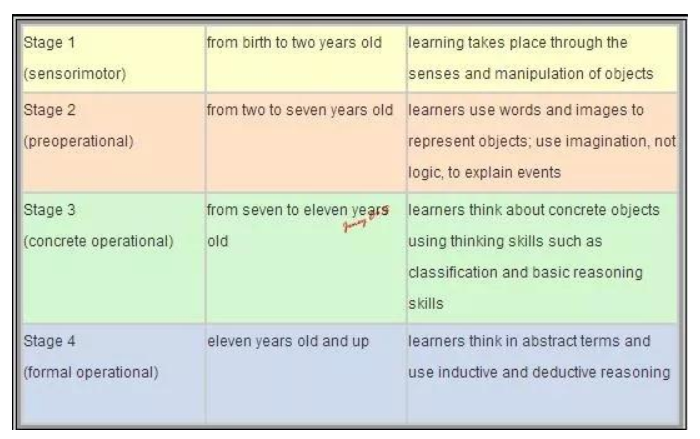 Stage 1
(sensorimotor)
from birth to two years old
learning takes place through the
senses and manipulation of objects
Stage 2
(preoperational)
from two to seven years old
learners use words and images to
represent objects; use imagination, not
logic, to explain events
Stage 3
(concrete operational)
from seven to eleven years
old
learners think about concrete objects
using thinking skills such as
classification and basic reasoning
skills
Stage 4
(formal operational)
eleven years old and up
learners think in abstract terms and
use inductive and deductive reasoning